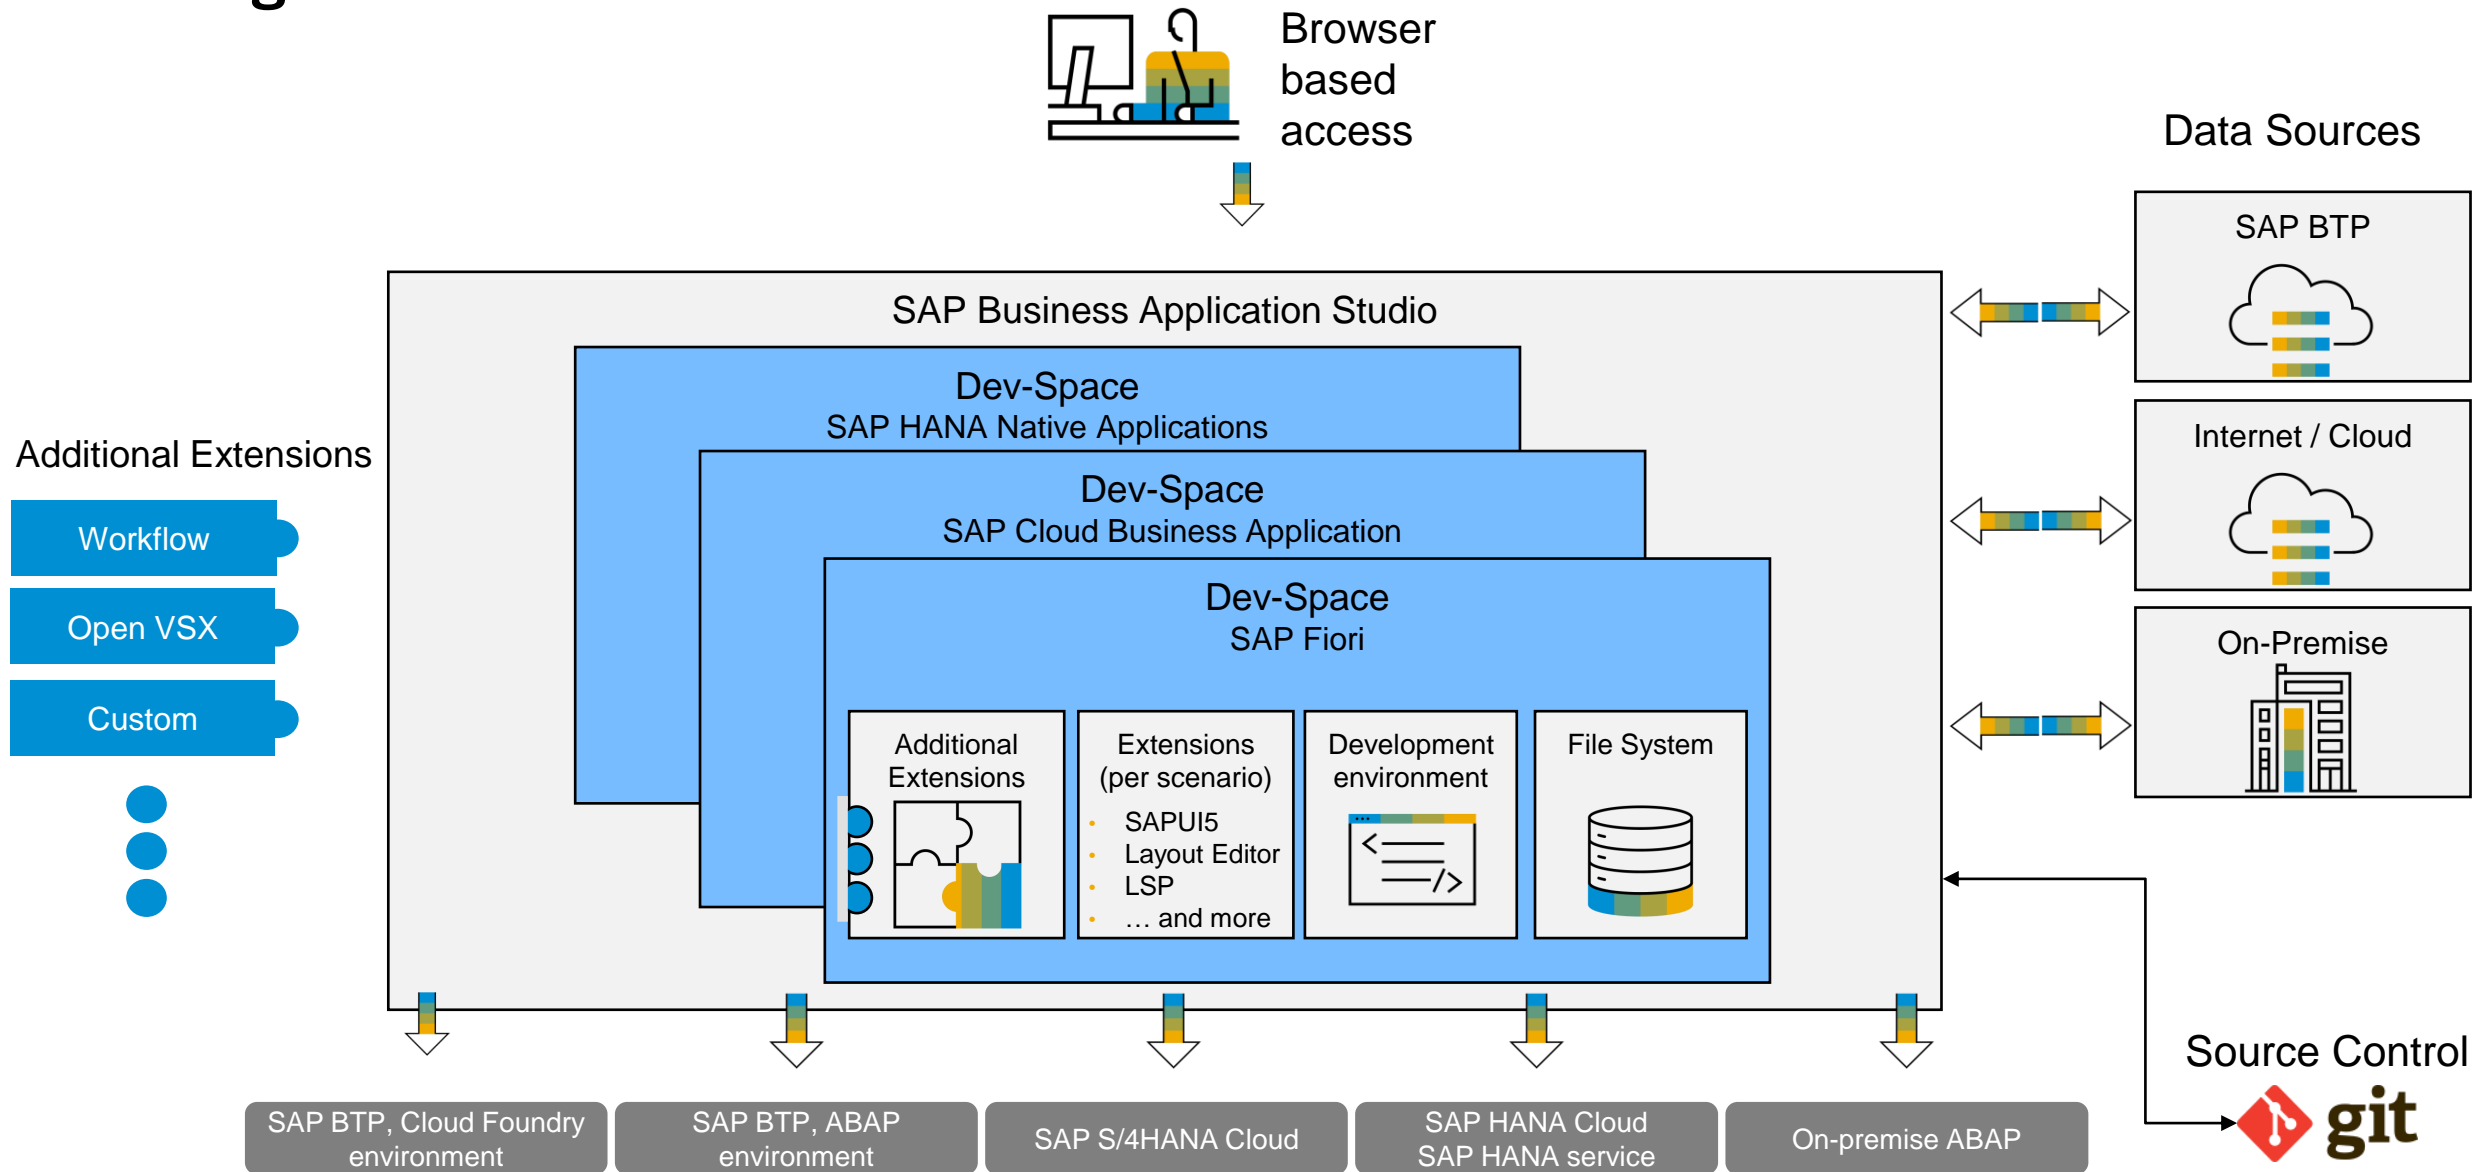 Browser
based
access
Data Sources
SAP BTP
SAP Business Application Studio
Dev-Space
SAP HANA Native Applications
Internet / Cloud
Additional Extensions
Dev-Space
SAP Cloud Business Application
Workflow
Dev-Space
SAP Fiori
Open VSX
On-Premise
Custom
Additional
Extensions
Extensions
(per scenario)
• SAPUI5
• Layout Editor
• LSP
• … and more
Development
environment
File System
Source Control
git
SAP BTP, Cloud Foundry
environment
SAP BTP, ABAP
environment
SAP S/4HANA Cloud
SAP HANA Cloud
SAP HANA service
On-premise ABAP